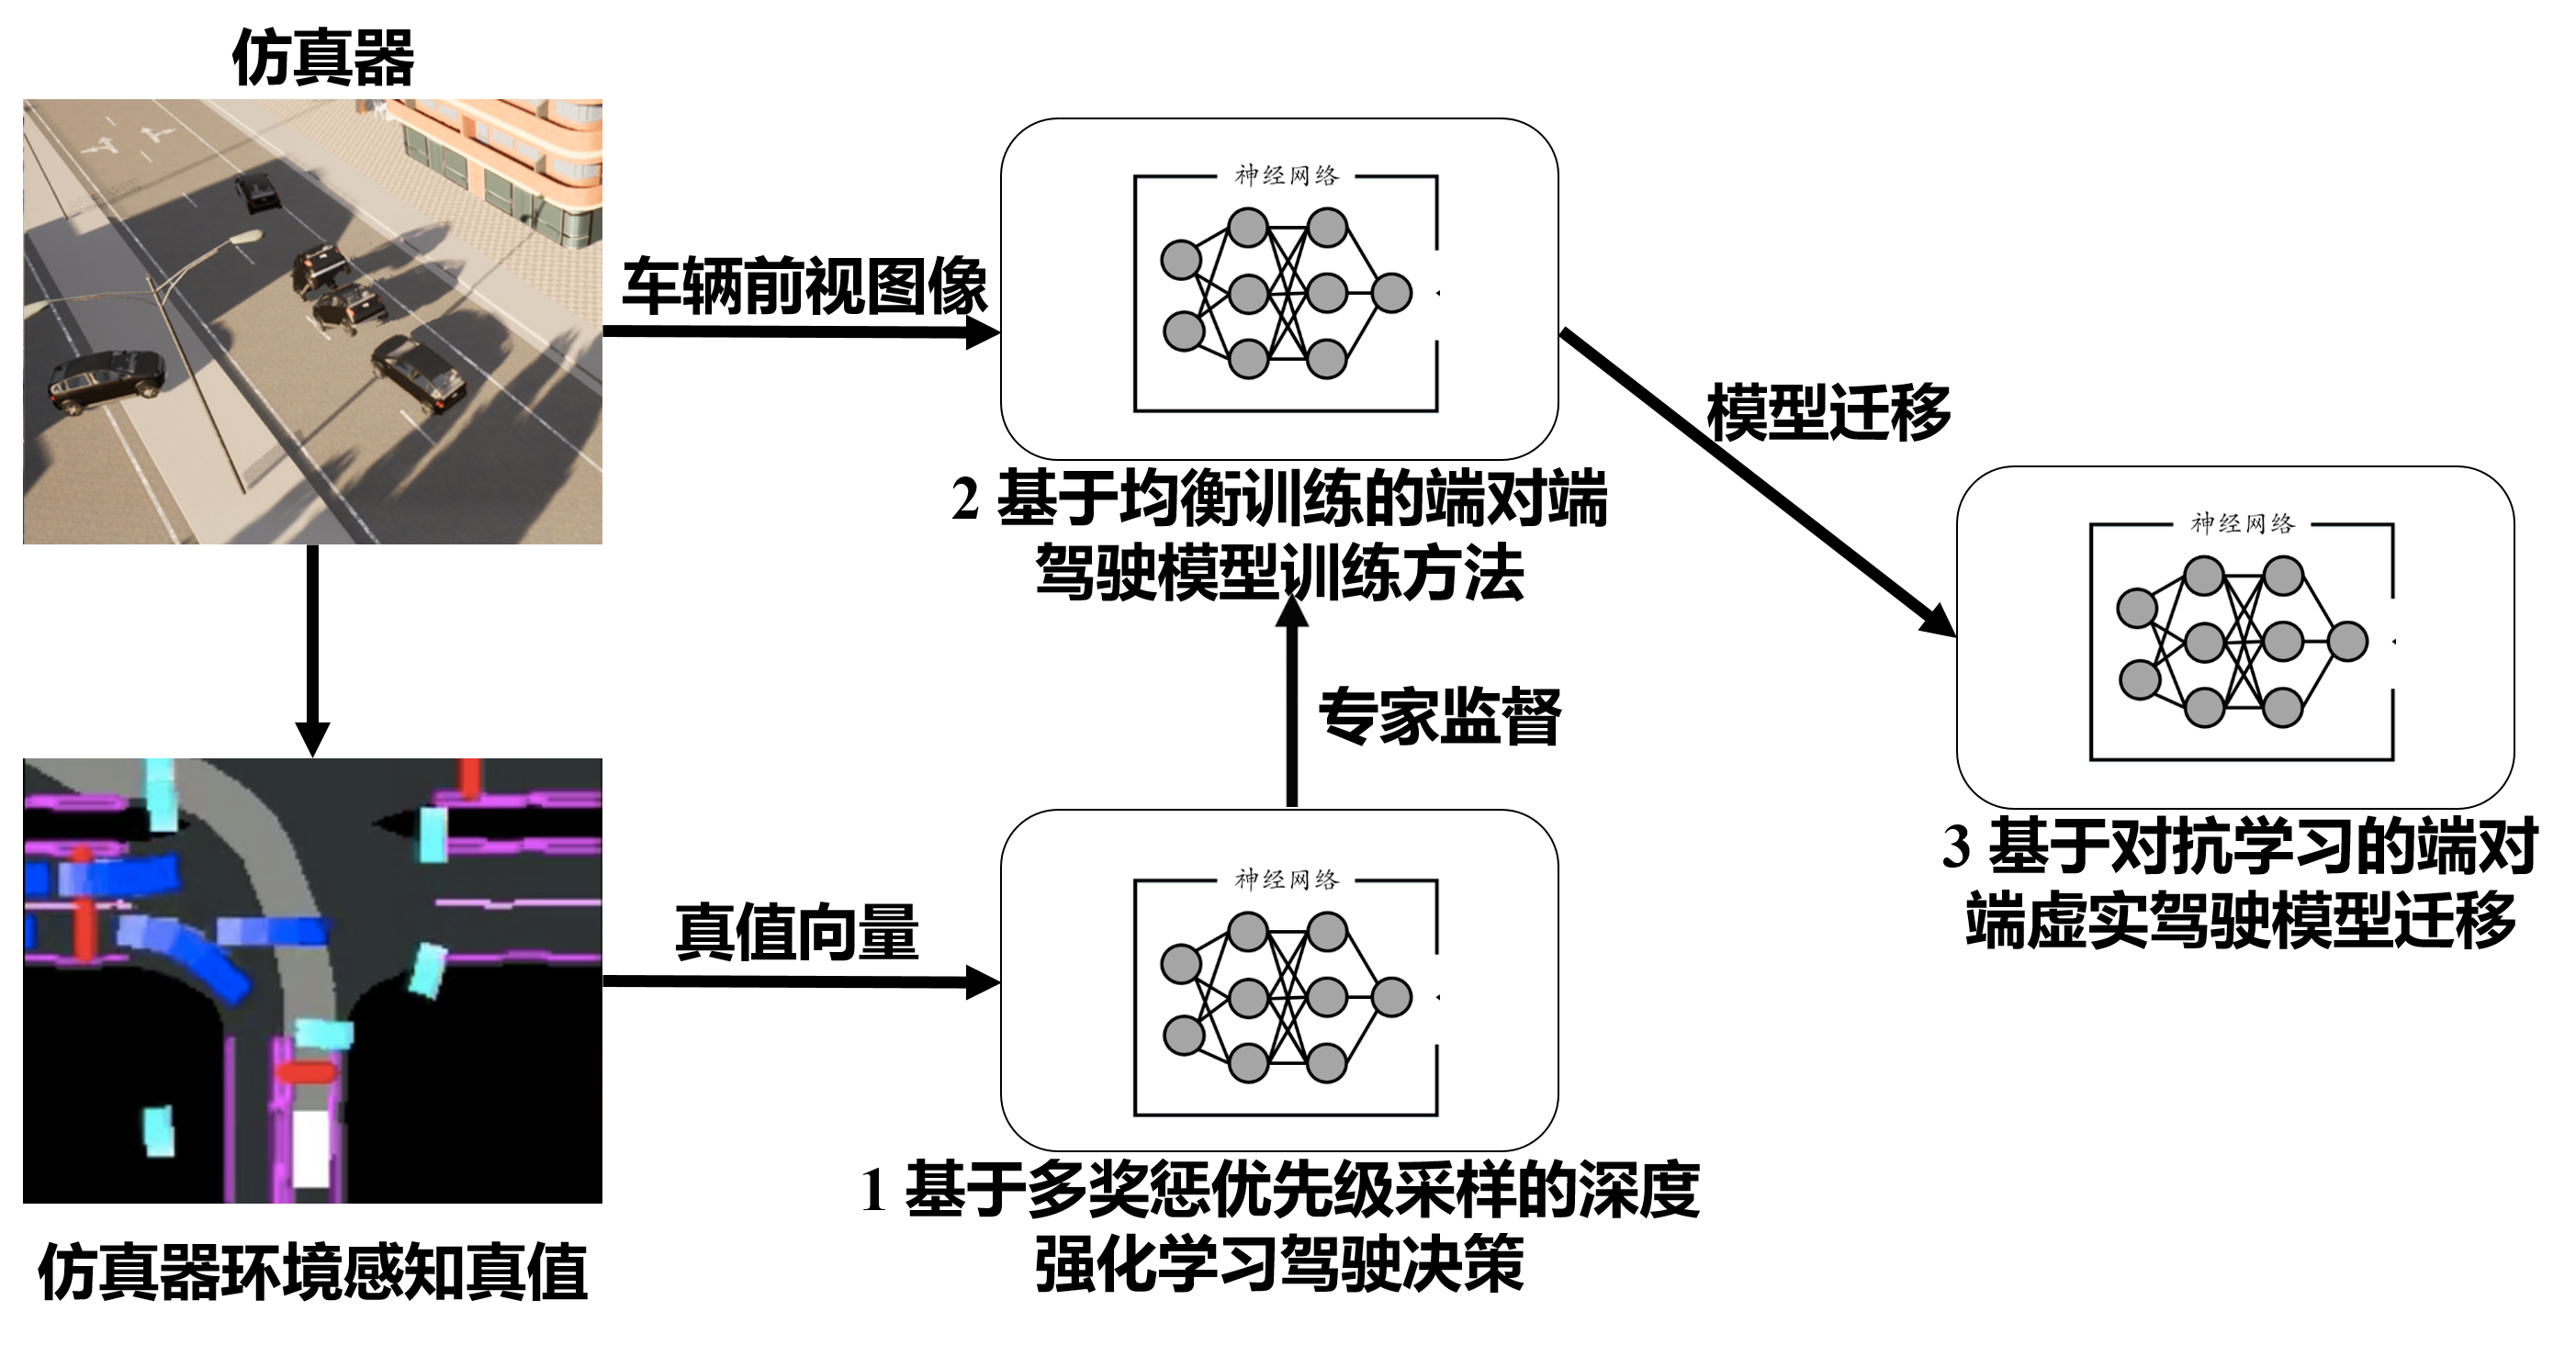 仿真器
车辆前视图像
神经网络
2 基于均衡训练的端对端
驾驶模型训练方法
模型迁移
神经网络
3 基于对抗学习的端对
端虚实驾驶模型迁移
专家监督
仿真器环境感知真值
真值向量
神经网络
1 基于多奖惩优先级采样的深度
强化学习驾驶决策